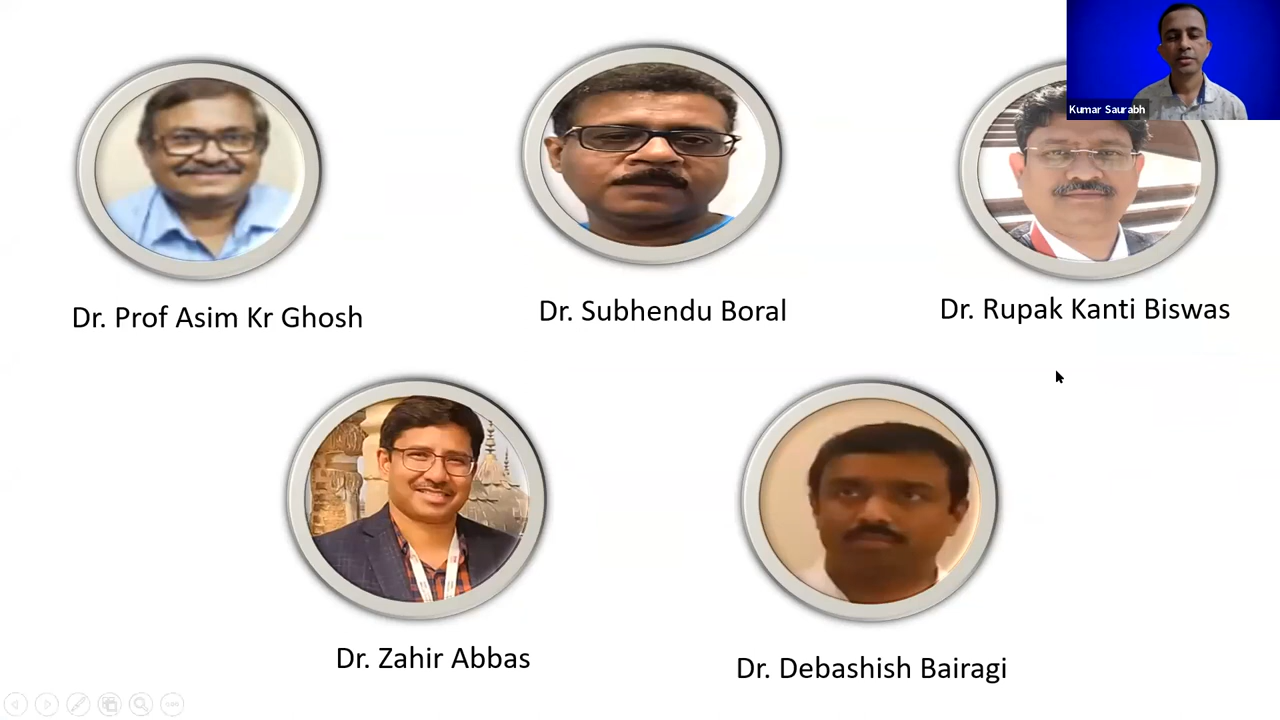 Kumar Saurabh
Dr. Prof Asim Kr Ghosh
Dr. Subhendu Boral
Dr. Rupak Kanti Biswas
Dr. Zahir Abbas
Dr. Debashish Bairagi